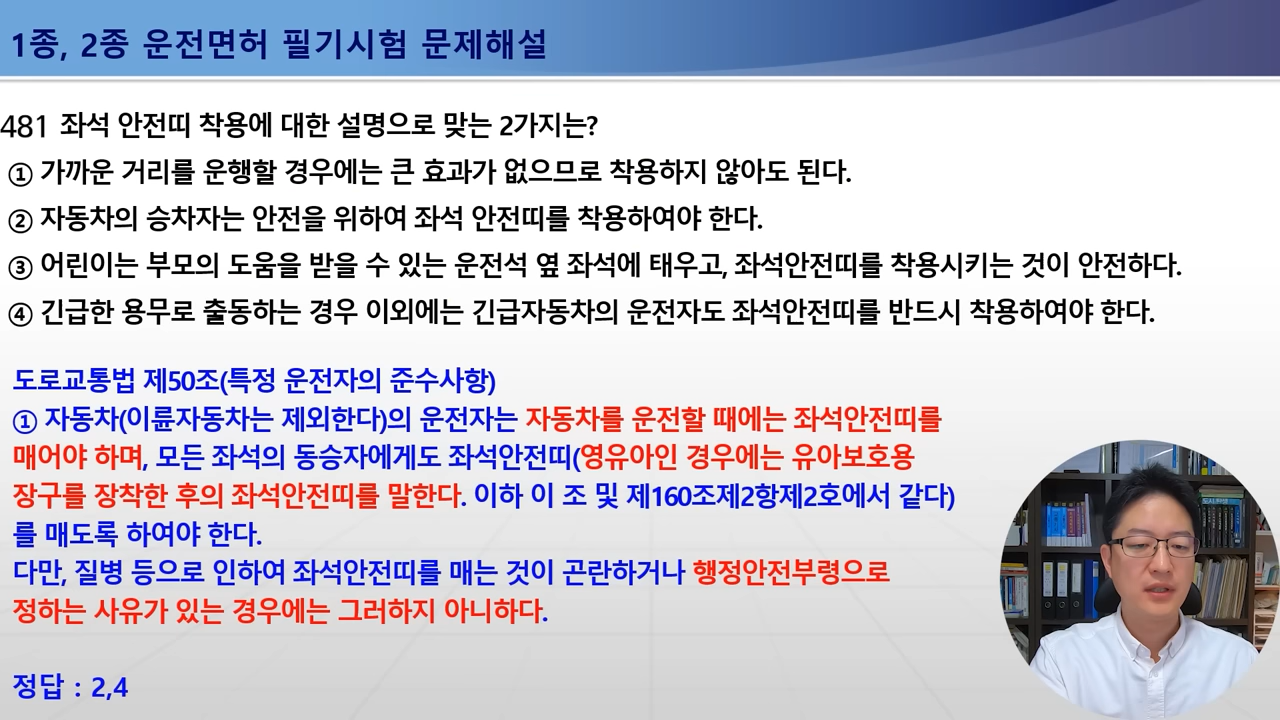 1종, 2종 운전면허 필기시험 문제해설
481 좌석 안전띠 착용에 대한 설명으로 맞는 2가지는?
① 가까운 거리를 운행할 경우에는 큰 효과가 없으므로 착용하지 않아도 된다.
② 자동차의 승차자는 안전을 위하여 좌석 안전띠를 착용하여야 한다.
③ 어린이는 부모의 도움을 받을 수 있는 운전석 옆 좌석에 태우고, 좌석안전띠를 착용시키는 것이 안전하다.
④ 긴급한 용무로 출동하는 경우 이외에는 긴급자동차의 운전자도 좌석안전띠를 반드시 착용하여야 한다.
도로교통법 제50조(특정 운전자의 준수사항)
① 자동차(이륜자동차는 제외한다)의 운전자는 자동차를 운전할 때에는 좌석안전띠를
매어야 하며, 모든 좌석의 동승자에게도 좌석안전띠(영유아인 경우에는 유아보호용
장구를 장착한 후의 좌석안전띠를 말한다. 이하 이 조 및 제160조제2항제2호에서 같다)
를 매도록 하여야 한다.
다만, 질병 등으로 인하여 좌석안전띠를 매는 것이 곤란하거나 행정안전부령으로
정하는 사유가 있는 경우에는 그러하지 아니하다.
정답 : 2,4